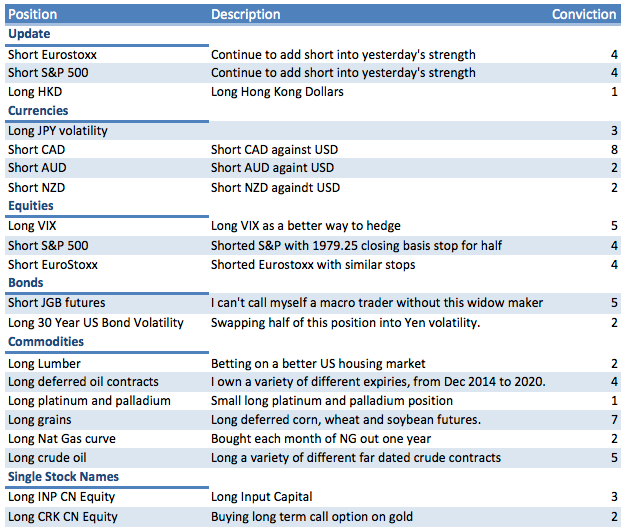 Position Description Conviction
Update
Short Eurostoxx Continue to add short into yesterday's strength 4
Short S&P 500 Continue to add short into yesterday's strength 4
Long HKD Long Hong Kong Dollars 1
Currencies
Long JPY volatility 3
Short CAD Short CAD against USD 8
Short AUD Short AUD againt USD 2
Short NZD Short NZD againdt USD 2
Equities
Long VIX Long VIX as a better way to hedge 5
Short S&P 500 Shorted S&P with 1979.25 closing basis stop for half 4
Short EuroStoxx Shorted Eurostoxx with similar stops 4
Bonds
Short JGB futures I can't call myself a macro trader without this widow maker 5
Long 30 Year US Bond Volatility Swapping half of this position into Yen volatility. 2
Commodities
Long Lumber Betting on a better US housing market 2
Long deferred oil contracts I own a variety of different expiries, from Dec 2014 to 2020. 4
Long platinum and palladium Small long platinum and palladium position 1
Long grains Long deferred corn, wheat and soybean futures. 7
Long Nat Gas curve Bought each month of NG out one year 2
Long crude oil Long a variety of different far dated crude contracts 5
Single Stock Names
Long INP CN Equity Long Input Capital 3
Long CRK CN Equity Buying long term call option on gold 2